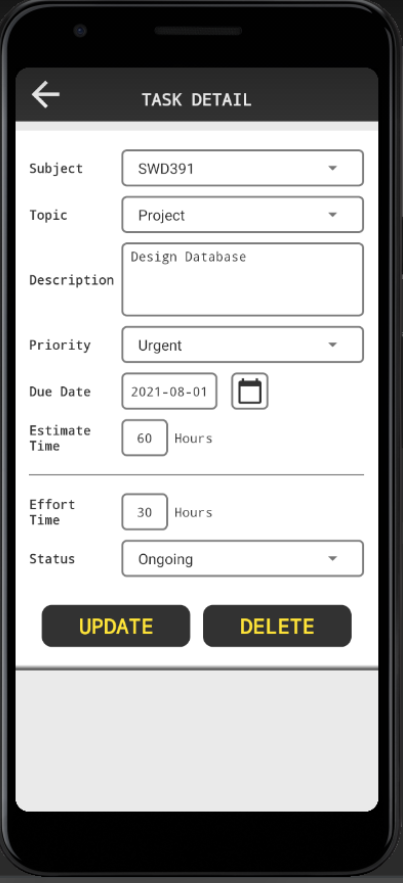 TASK DETAIL
Subject SWD391
Topic Project
Description Design Database
Priority Urgent
Due Date 2021-08-01
Estimate
Time 60 Hours
Effort
Time 30 Hours
Status Ongoing
UPDATE DELETE